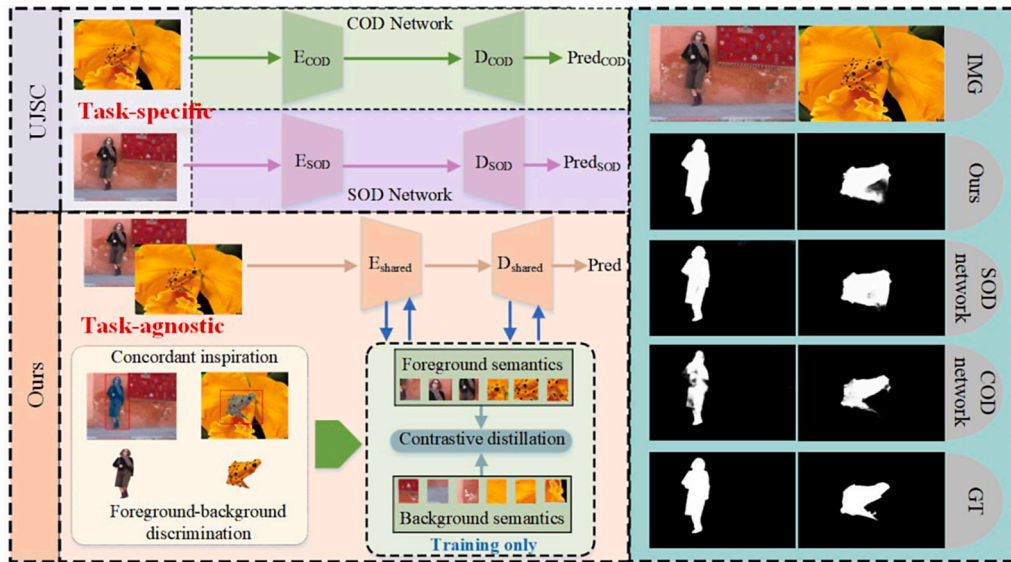 UJSC
Task-specific
COD Network
E_COD
D_COD
Pred_COD
E_SOD
D_SOD
Pred_SOD
SOD Network
Ours
Task-agnostic
E_shared
D_shared
Pred
Concordant inspiration
Foreground-background
discrimination
Foreground semantics
Contrastive distillation
Background semantics
Training only
IMG
Ours
SOD
network
COD
network
GT